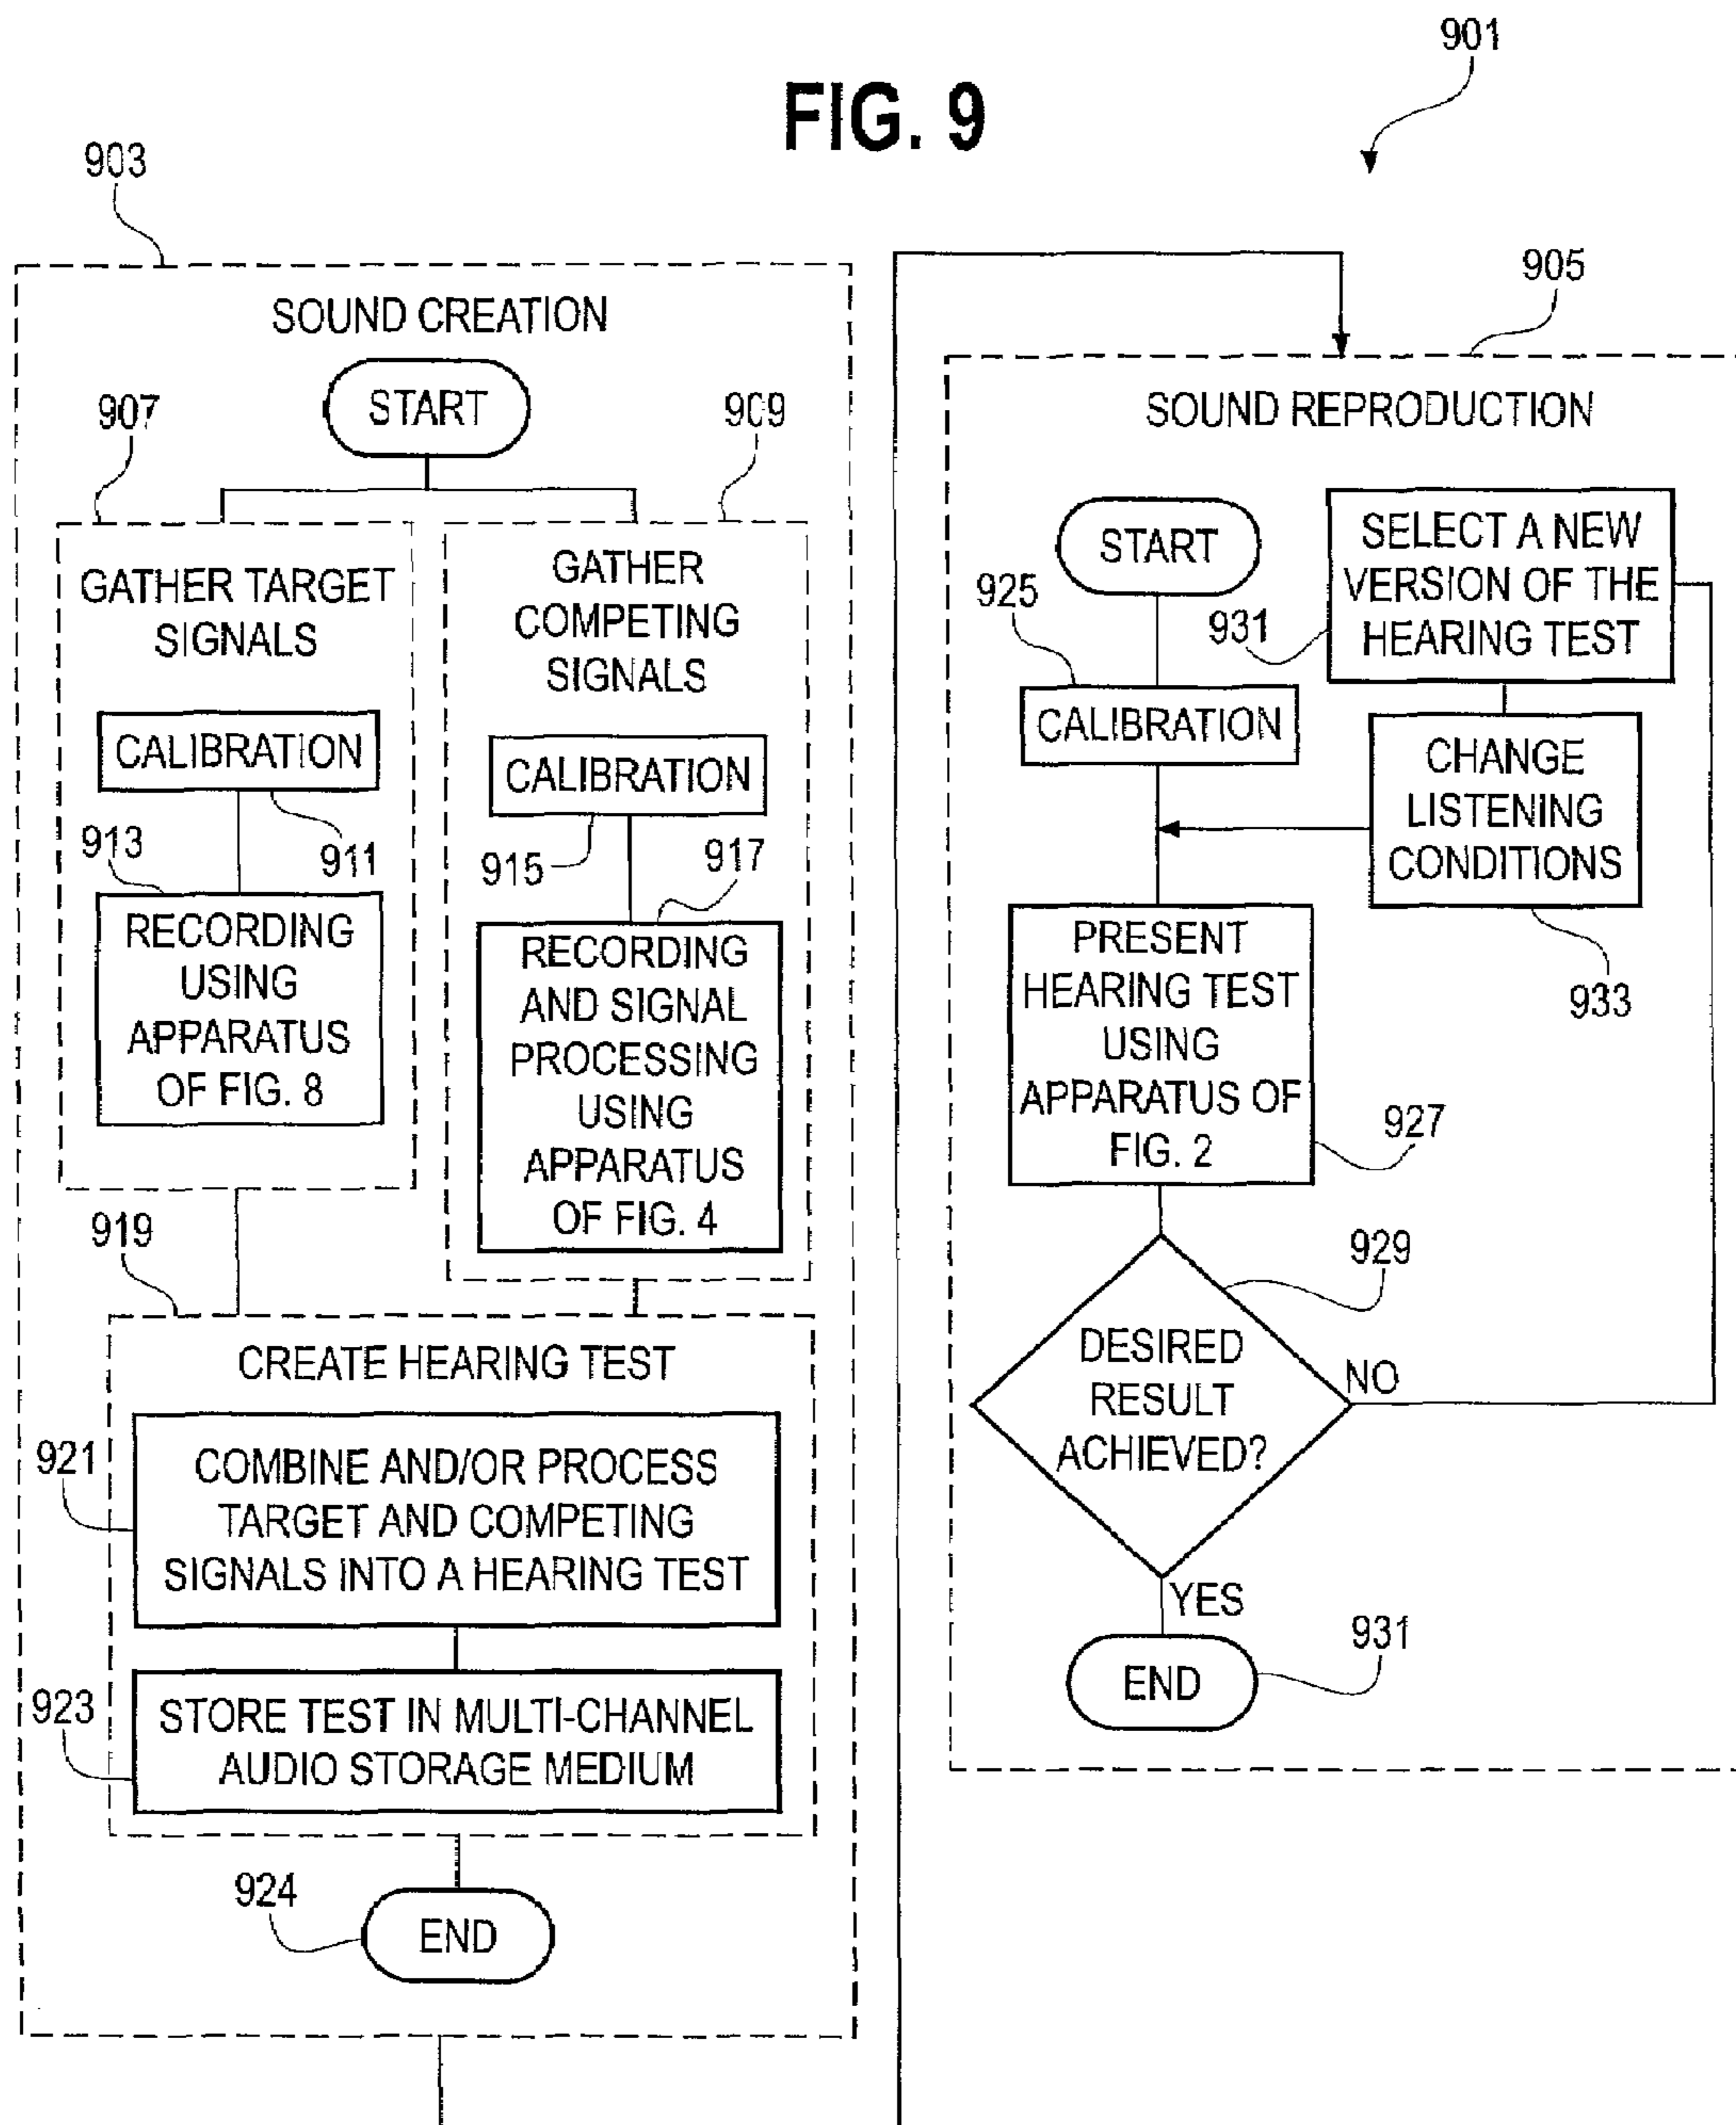 901
FIG. 9
903
SOUND CREATION
START
907
909
GATHER TARGET
SIGNALS
CALIBRATION
911
913
RECORDING
USING
APPARATUS
OF FIG. 8
GATHER
COMPETING
SIGNALS
CALIBRATION
915
917
RECORDING
AND SIGNAL
PROCESSING
USING
APPARATUS
OF FIG. 4
919
CREATE HEARING TEST
921
COMBINE AND/OR PROCESS
TARGET AND COMPETING
SIGNALS INTO A HEARING TEST
923
STORE TEST IN MULTI-CHANNEL
AUDIO STORAGE MEDIUM
924
END
905
SOUND REPRODUCTION
START
925
CALIBRATION
931
SELECT A NEW
VERSION OF THE
HEARING TEST
CHANGE
LISTENING
CONDITIONS
933
PRESENT
HEARING TEST
USING
APPARATUS OF
FIG. 2
927
929
DESIRED
RESULT
ACHIEVED?
NO
YES
931
END